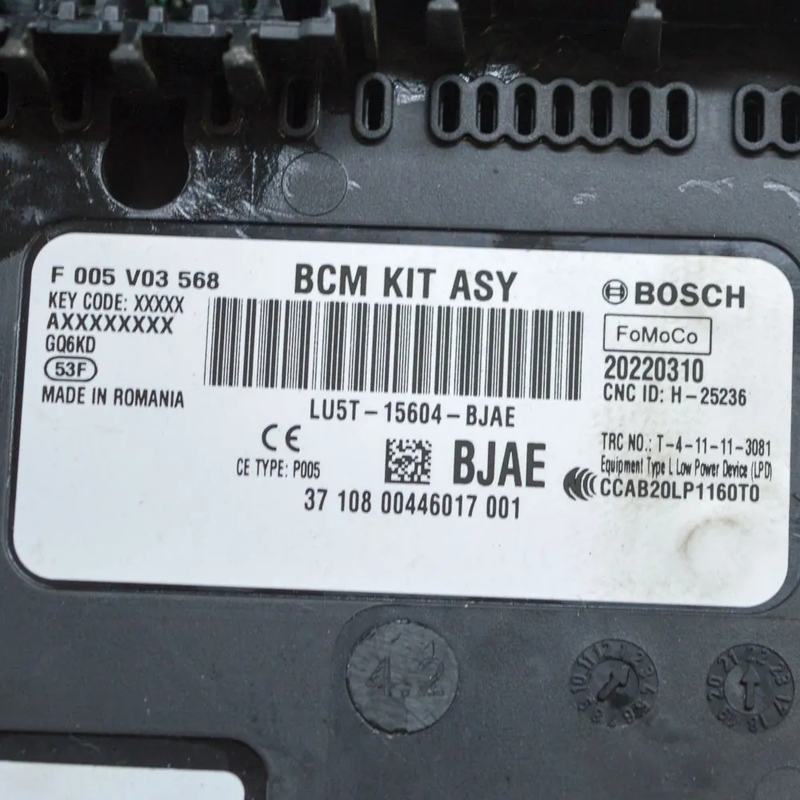 F 005 V03 568
KEY CODE: XXXXX
AXXXXXXXX
GQ6KD
53F
MADE IN ROMANIA
BCM KIT ASY
LU5T-15604-BJAE
CE
CE TYPE: P005
BJAE
37 108 00446017 001
BOSCH
FoMoCo
20220310
CNC ID: H-25236
TRC NO.: T-4-11-11-3081
Equipment Type L Low Power Device (LPD)
CCAB20LP1160T0
4.2